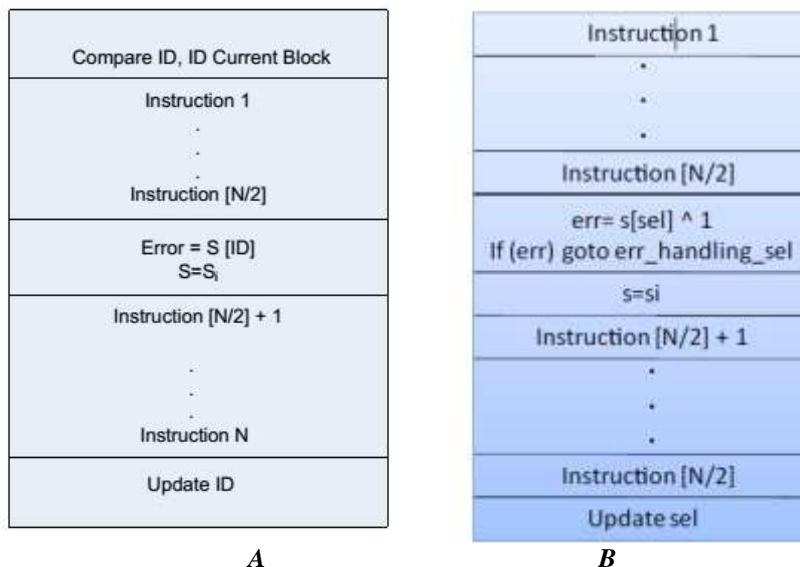 Compare ID, ID Current Block
Instruction 1
.
.
.
Instruction [N/2]
Error = S [ID]
S=Si
Instruction [N/2] + 1
.
.
.
Instruction N
Update ID
A
Instruction 1
.
.
.
Instruction [N/2]
err= s[sel] ^ 1
If (err) goto err_handling_sel
s=si
Instruction [N/2] + 1
.
.
.
Instruction [N/2]
Update sel
B